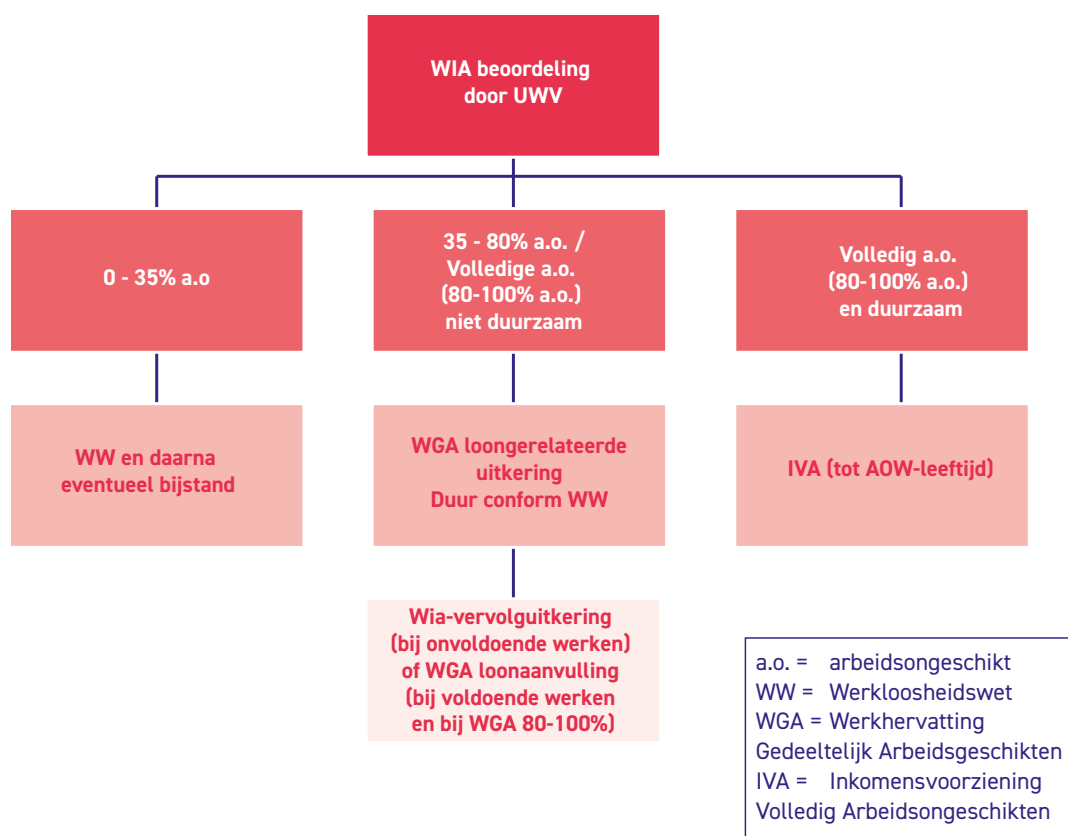 WIA beoordeling
door UWV
0 - 35% a.o
35 - 80% a.o. /
Volledige a.o.
(80-100% a.o.)
niet duurzaam
Volledig a.o.
(80-100% a.o.)
en duurzaam
WW en daarna
eventueel bijstand
WGA loongerelateerde
uitkering
Duur conform WW
IVA (tot AOW-leeftijd)
Wia-vervolguitkering
(bij onvoldoende werken)
of WGA loonaanvulling
(bij voldoende werken
en bij WGA 80-100%)
a.o. = arbeidsongeschikt
WW = Werkloosheidswet
WGA = Werkhervatting
Gedeeltelijk Arbeidsgeschikten
IVA = Inkomensvoorziening
Volledig Arbeidsongeschikten